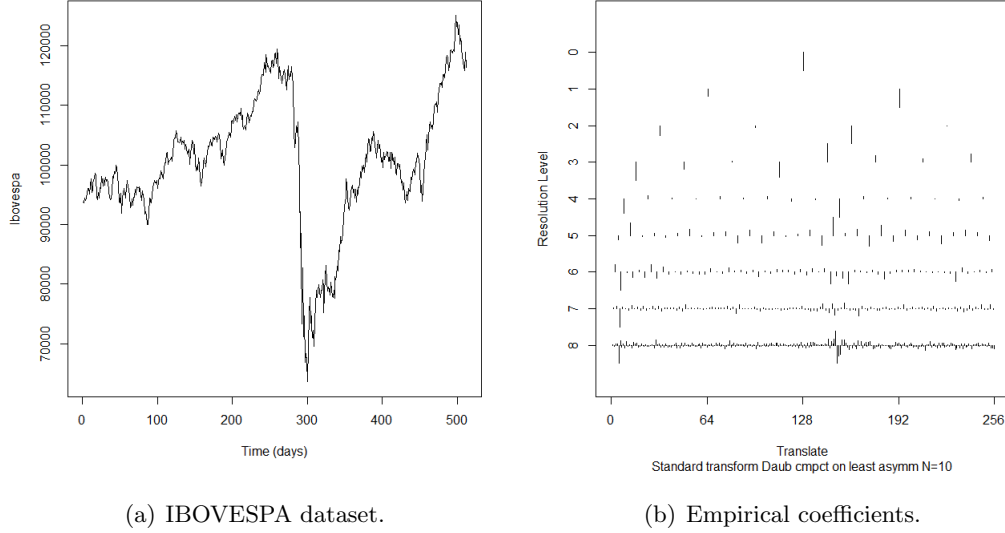 Ibovespa
120000
110000
100000
90000
80000
70000
0 100 200 300 400 500
Time (days)
(a) IBOVESPA dataset.
Resolution Level
0
1
2
3
4
5
6
7
8
0 64 128 192 256
Translate
Standard transform Daub cmpct on least asymm N=10
(b) Empirical coefficients.